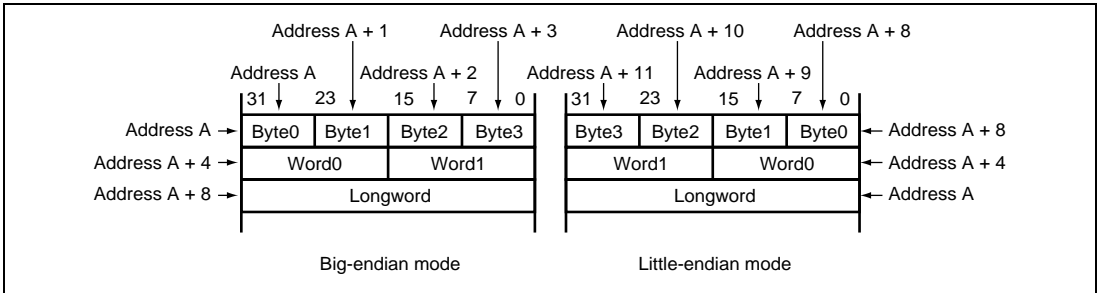 Address A + 1 Address A + 3 Address A + 10 Address A + 8
Address A Address A + 2 Address A + 11 Address A + 9
31 23 15 7 0 31 23 15 7 0
Address A Byte0 Byte1 Byte2 Byte3 Byte3 Byte2 Byte1 Byte0 Address A + 8
Address A + 4 Word0 Word1 Word1 Word0 Address A + 4
Address A + 8 Longword Longword Address A
Big-endian mode Little-endian mode